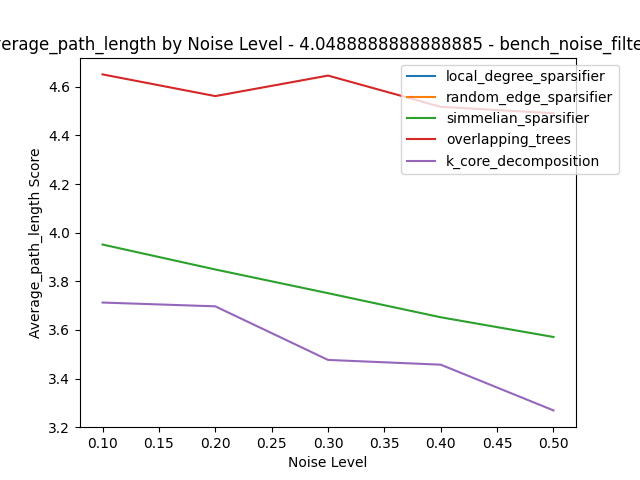 verage_path_length by Noise Level - 4.0488888888888885 - bench_noise_filte
local_degree_sparsifier
random_edge_sparsifier
simmelian_sparsifier
overlapping_trees
k_core_decomposition
Average_path_length Score
4.6
4.4
4.2
4.0
3.8
3.6
3.4
3.2
0.10 0.15 0.20 0.25 0.30 0.35 0.40 0.45 0.50
Noise Level